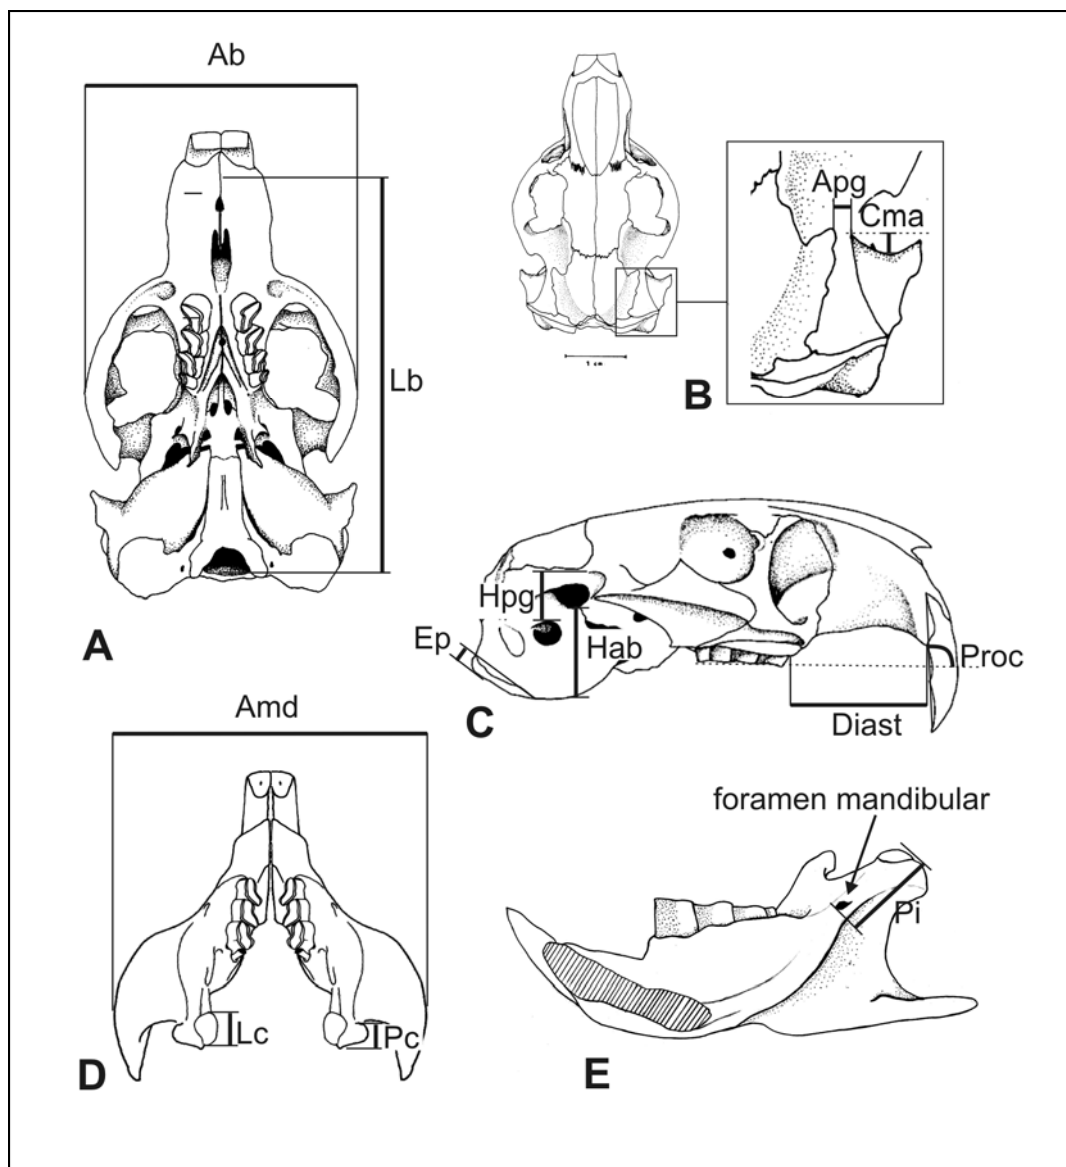 Ab
Lb
A
Apg
Cma
1 cm
B
Hpg
Ep
Hab
Proc
Diast
C
Amd
Lc
Pc
D
foramen mandibular
Pi
E